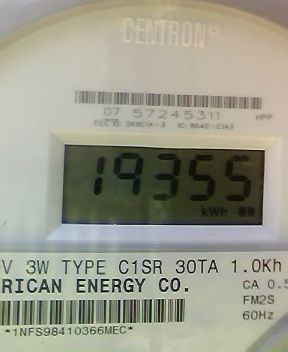 CENTRON®
07 57245311
HPP
19355
kWh
V 3W TYPE C1SR 30TA 1.0Kh
RICAN ENERGY CO.
CA 0.5
FM2S
60Hz
*1NFS98410366MEC*